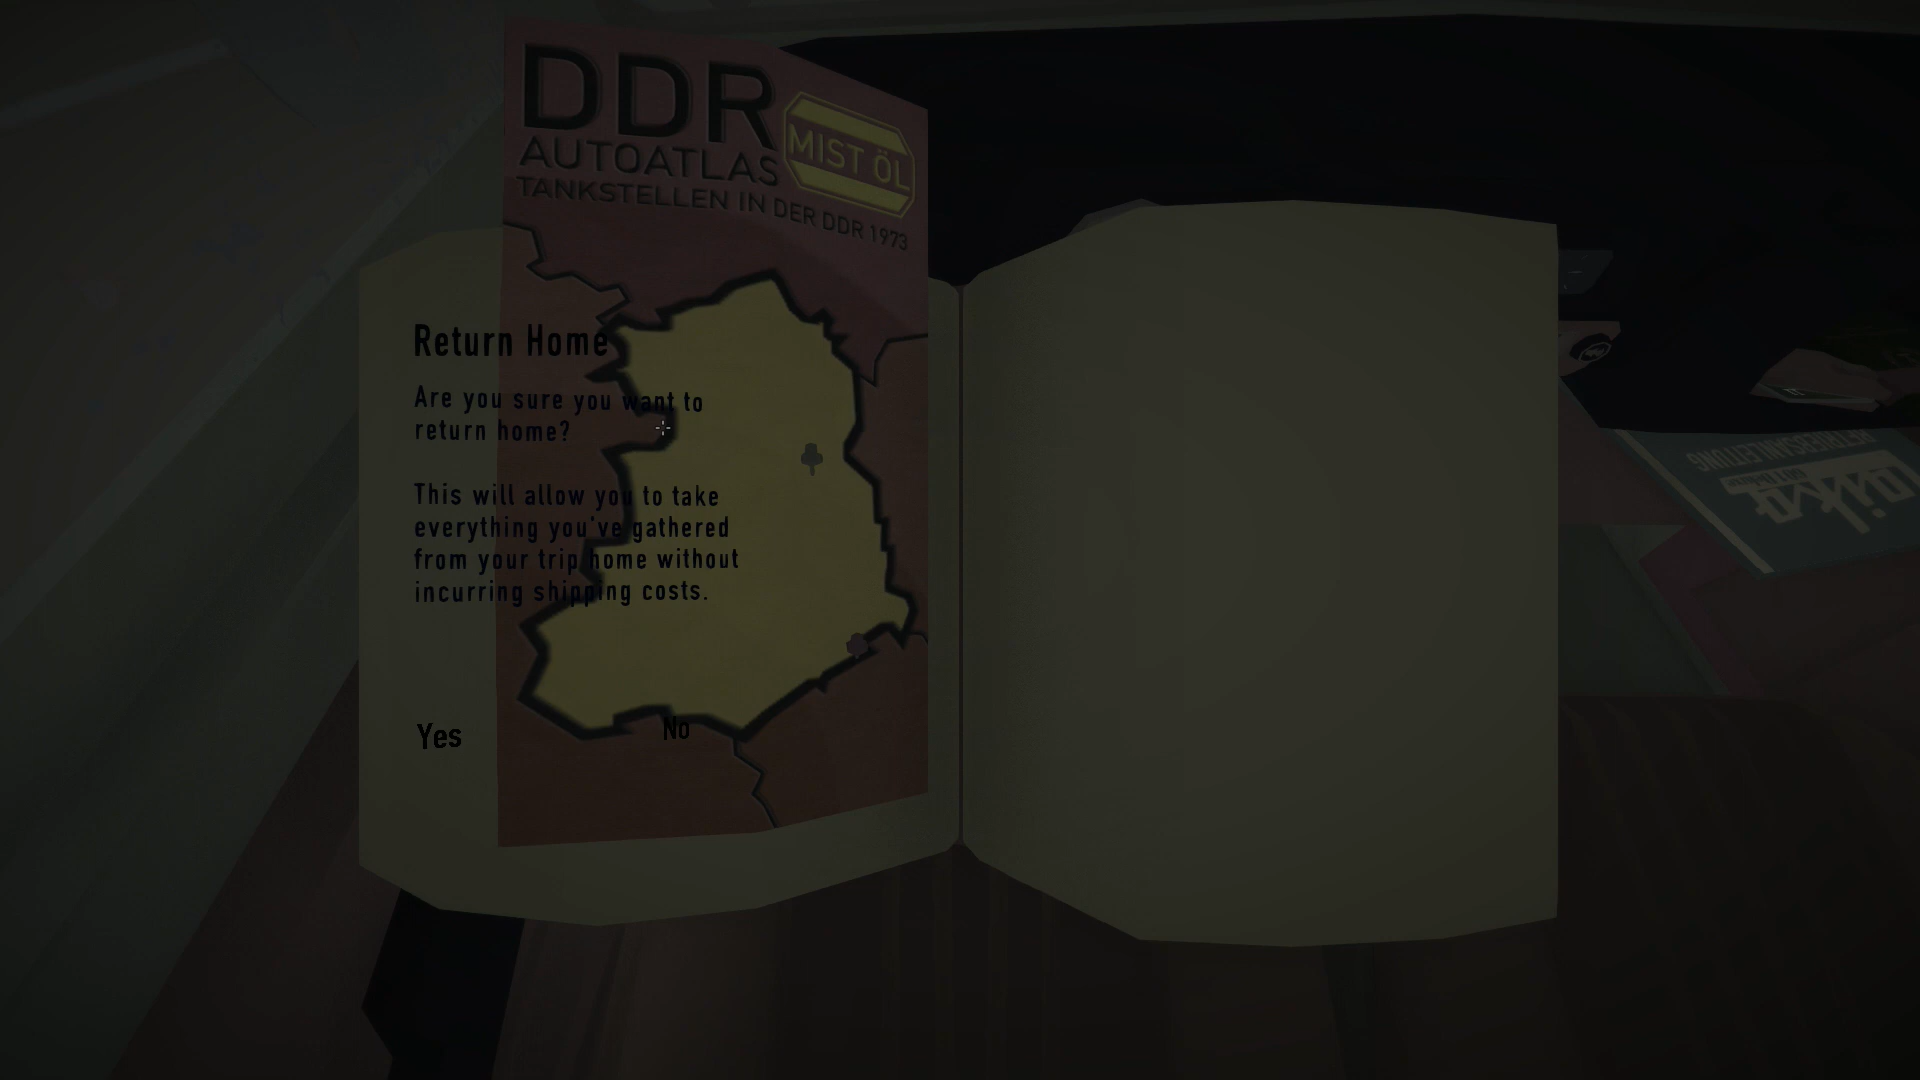 DDR
AUTOATLAS
MIST ÖL
TANKSTELLEN IN DER DDR 1973
Return Home
Are you sure you want to
return home?
This will allow you to take
everything you've gathered
from your trip home without
incurring shipping costs.
Yes
No
BETRIEBSANLEITUNG